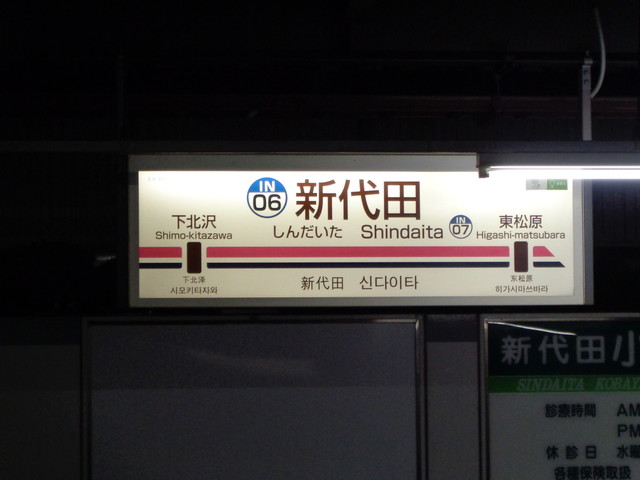 IN
06
新代田
しんだいた Shindaita
下北沢
Shimo-kitazawa
IN
07
東松原
Higashi-matsubara
下北泽
시모키타자와
新代田 신다이타
东松原
히가시마쓰바라
新代田小
SINDAITA KOBAY
診療時間 AM
PM
休診日 水曜
各種保険取扱